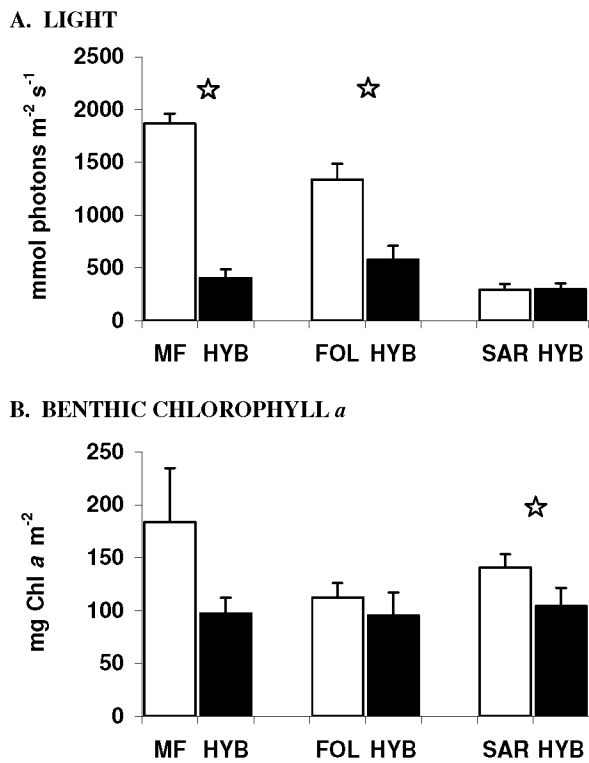 A. LIGHT
mmol photons m-2 s-1
2500
2000
1500
1000
500
0
MF HYB FOL HYB SAR HYB
B. BENTHIC CHLOROPHYLL a
mg Chl a m-2
250
200
150
100
50
0
MF HYB FOL HYB SAR HYB